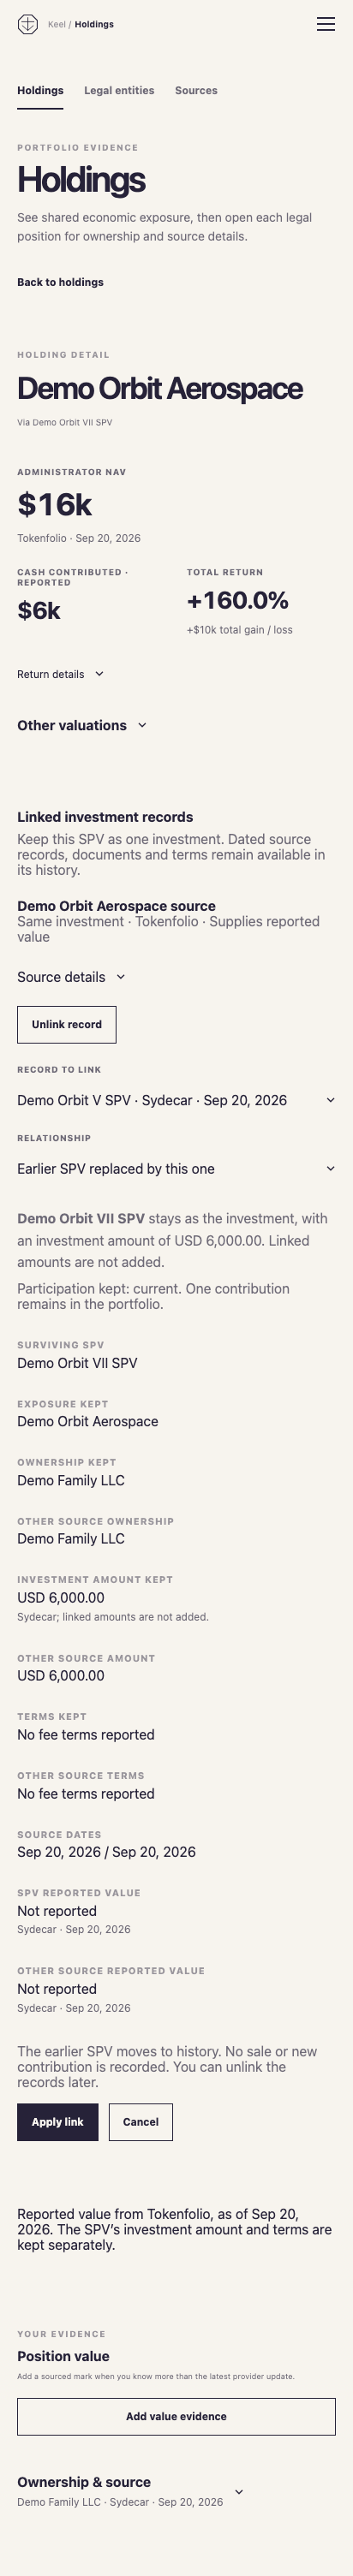 Keel / Holdings
Holdings Legal entities Sources
PORTFOLIO EVIDENCE
Holdings
See shared economic exposure, then open each legal
position for ownership and source details.
Back to holdings
HOLDING DETAIL
Demo Orbit Aerospace
Via Demo Orbit VII SPV
ADMINISTRATOR NAV
$16k
Tokenfolio · Sep 20, 2026
CASH CONTRIBUTED ·
REPORTED
$6k
TOTAL RETURN
+160.0%
+$10k total gain / loss
Return details
Other valuations
Linked investment records
Keep this SPV as one investment. Dated source
records, documents and terms remain available in
its history.
Demo Orbit Aerospace source
Same investment · Tokenfolio · Supplies reported
value
Source details
Unlink record
RECORD TO LINK
Demo Orbit V SPV · Sydecar · Sep 20, 2026
RELATIONSHIP
Earlier SPV replaced by this one
Demo Orbit VII SPV stays as the investment, with
an investment amount of USD 6,000.00. Linked
amounts are not added.
Participation kept: current. One contribution
remains in the portfolio.
SURVIVING SPV
Demo Orbit VII SPV
EXPOSURE KEPT
Demo Orbit Aerospace
OWNERSHIP KEPT
Demo Family LLC
OTHER SOURCE OWNERSHIP
Demo Family LLC
INVESTMENT AMOUNT KEPT
USD 6,000.00
Sydecar; linked amounts are not added.
OTHER SOURCE AMOUNT
USD 6,000.00
TERMS KEPT
No fee terms reported
OTHER SOURCE TERMS
No fee terms reported
SOURCE DATES
Sep 20, 2026 / Sep 20, 2026
SPV REPORTED VALUE
Not reported
Sydecar · Sep 20, 2026
OTHER SOURCE REPORTED VALUE
Not reported
Sydecar · Sep 20, 2026
The earlier SPV moves to history. No sale or new
contribution is recorded. You can unlink the
records later.
Apply link Cancel
Reported value from Tokenfolio, as of Sep 20,
2026. The SPV's investment amount and terms are
kept separately.
YOUR EVIDENCE
Position value
Add a sourced mark when you know more than the latest provider update.
Add value evidence
Ownership & source
Demo Family LLC · Sydecar · Sep 20, 2026